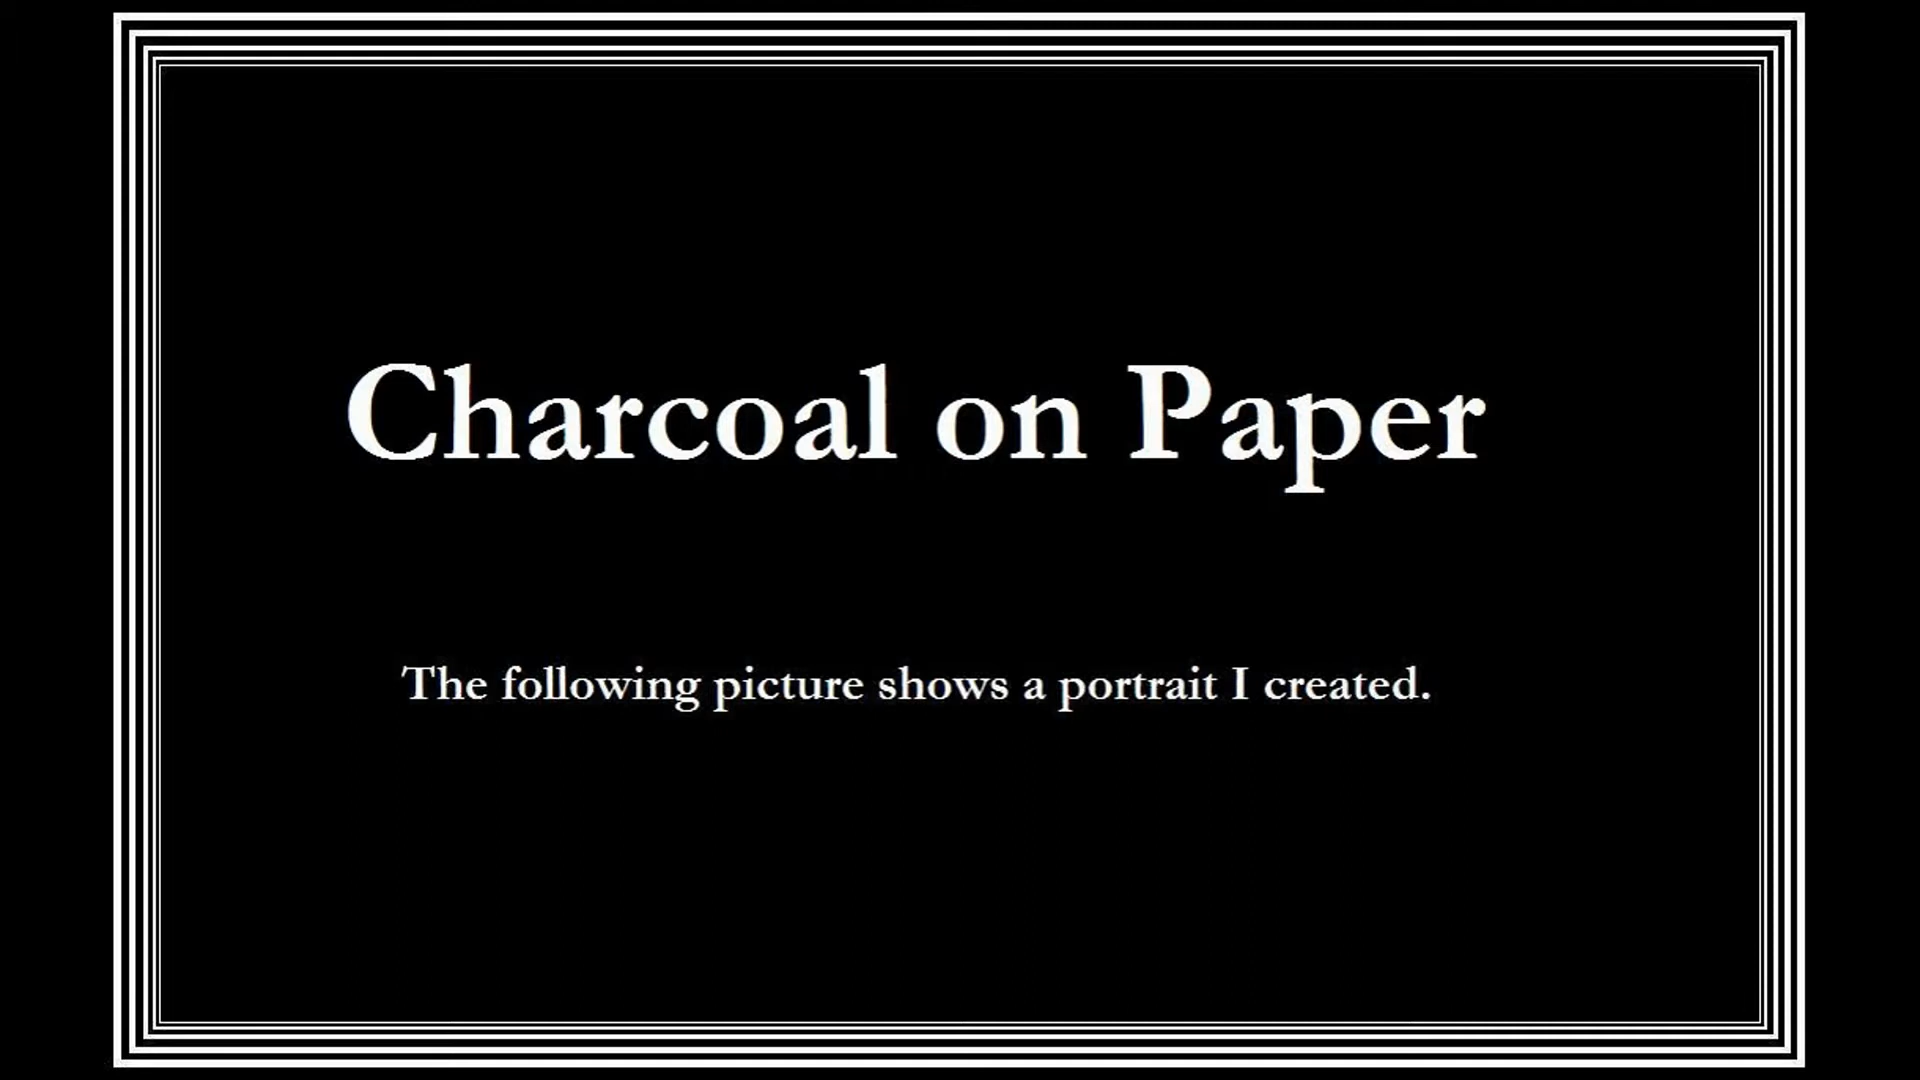 Charcoal on Paper
The following picture shows a portrait I created.